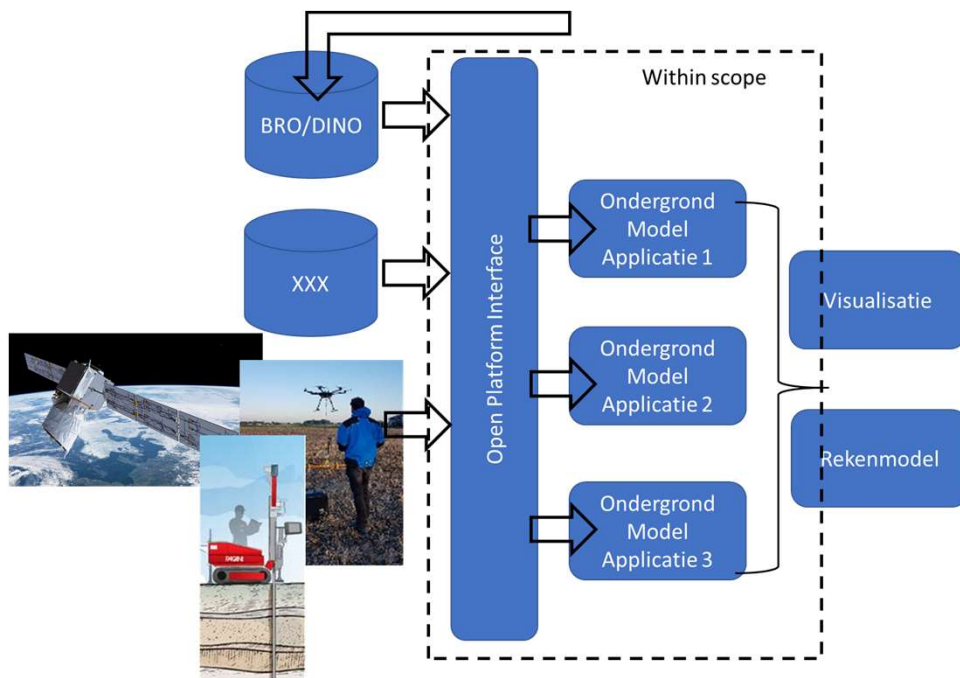 Within scope
BRO/DINO
XXX
Open Platform Interface
Ondergrond
Model
Applicatie 1
Ondergrond
Model
Applicatie 2
Ondergrond
Model
Applicatie 3
Visualisatie
Rekenmodel